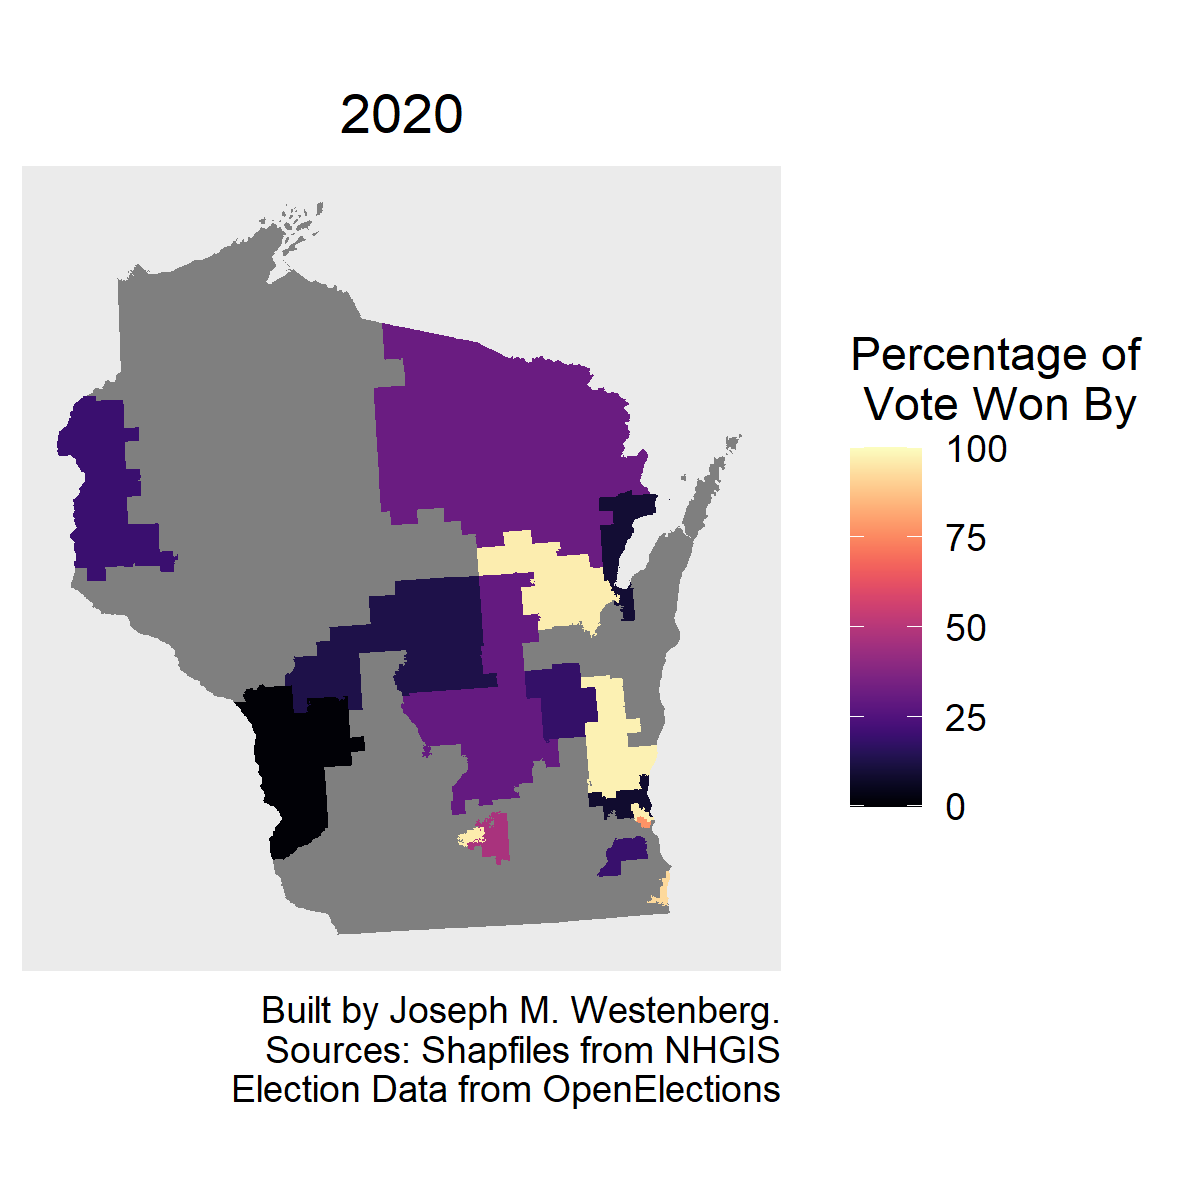 2020
Percentage of
Vote Won By
100
75
50
25
0
Built by Joseph M. Westenberg.
Sources: Shapfiles from NHGIS
Election Data from OpenElections